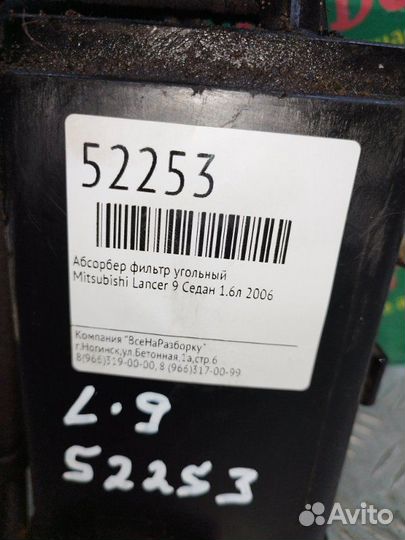 52253
Абсорбер фильтр угольный
Mitsubishi Lancer 9 Седан 1.6л 2006
Компания "ВсеНаРазборку"
г.Ногинск,ул.Бетонная,1а,стр.6
8(966)319-00-00, 8 (966)317-00-99
L.9
52253
Avito